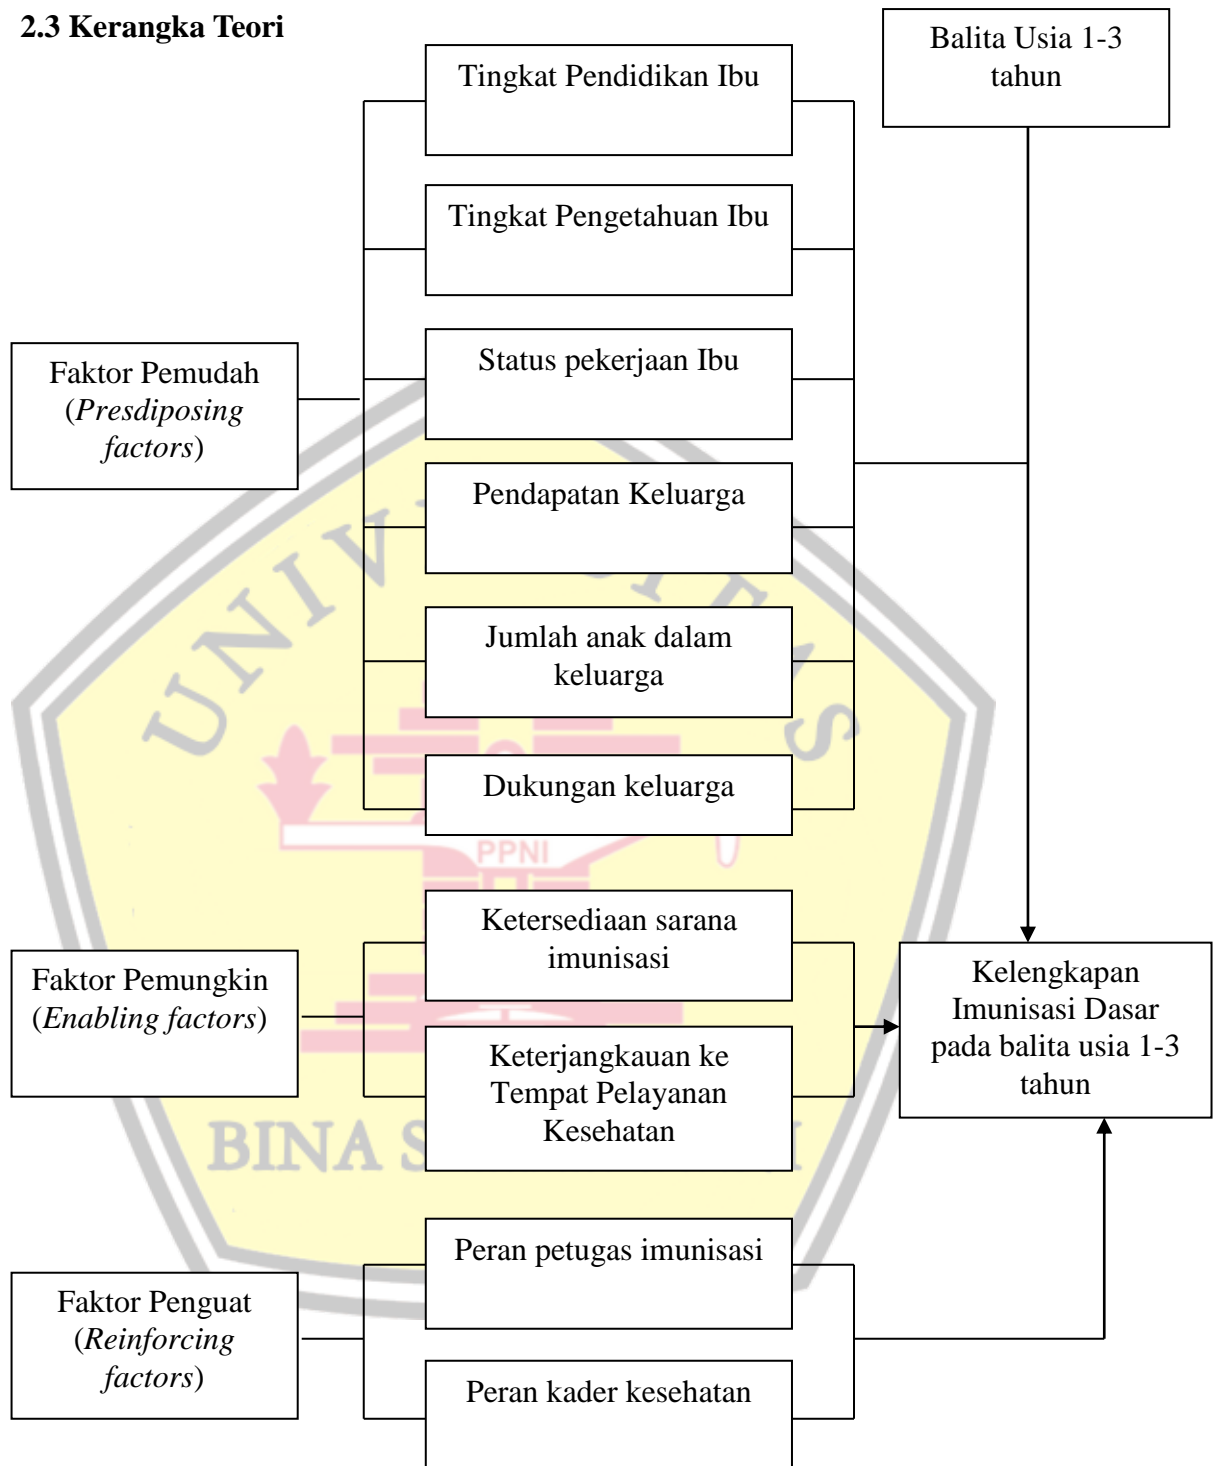 2.3 Kerangka Teori
Balita Usia 1-3
tahun
Tingkat Pendidikan Ibu
Tingkat Pengetahuan Ibu
Status pekerjaan Ibu
Faktor Pemudah
(Presdiposing
factors)
Pendapatan Keluarga
Jumlah anak dalam
keluarga
Dukungan keluarga
PPNI
Ketersediaan sarana
imunisasi
Faktor Pemungkin
(Enabling factors)
Keterjangkauan ke
Tempat Pelayanan
Kesehatan
Kelengkapan
Imunisasi Dasar
pada balita usia 1-3
tahun
BINA
Peran petugas imunisasi
Faktor Penguat
(Reinforcing
factors)
Peran kader kesehatan